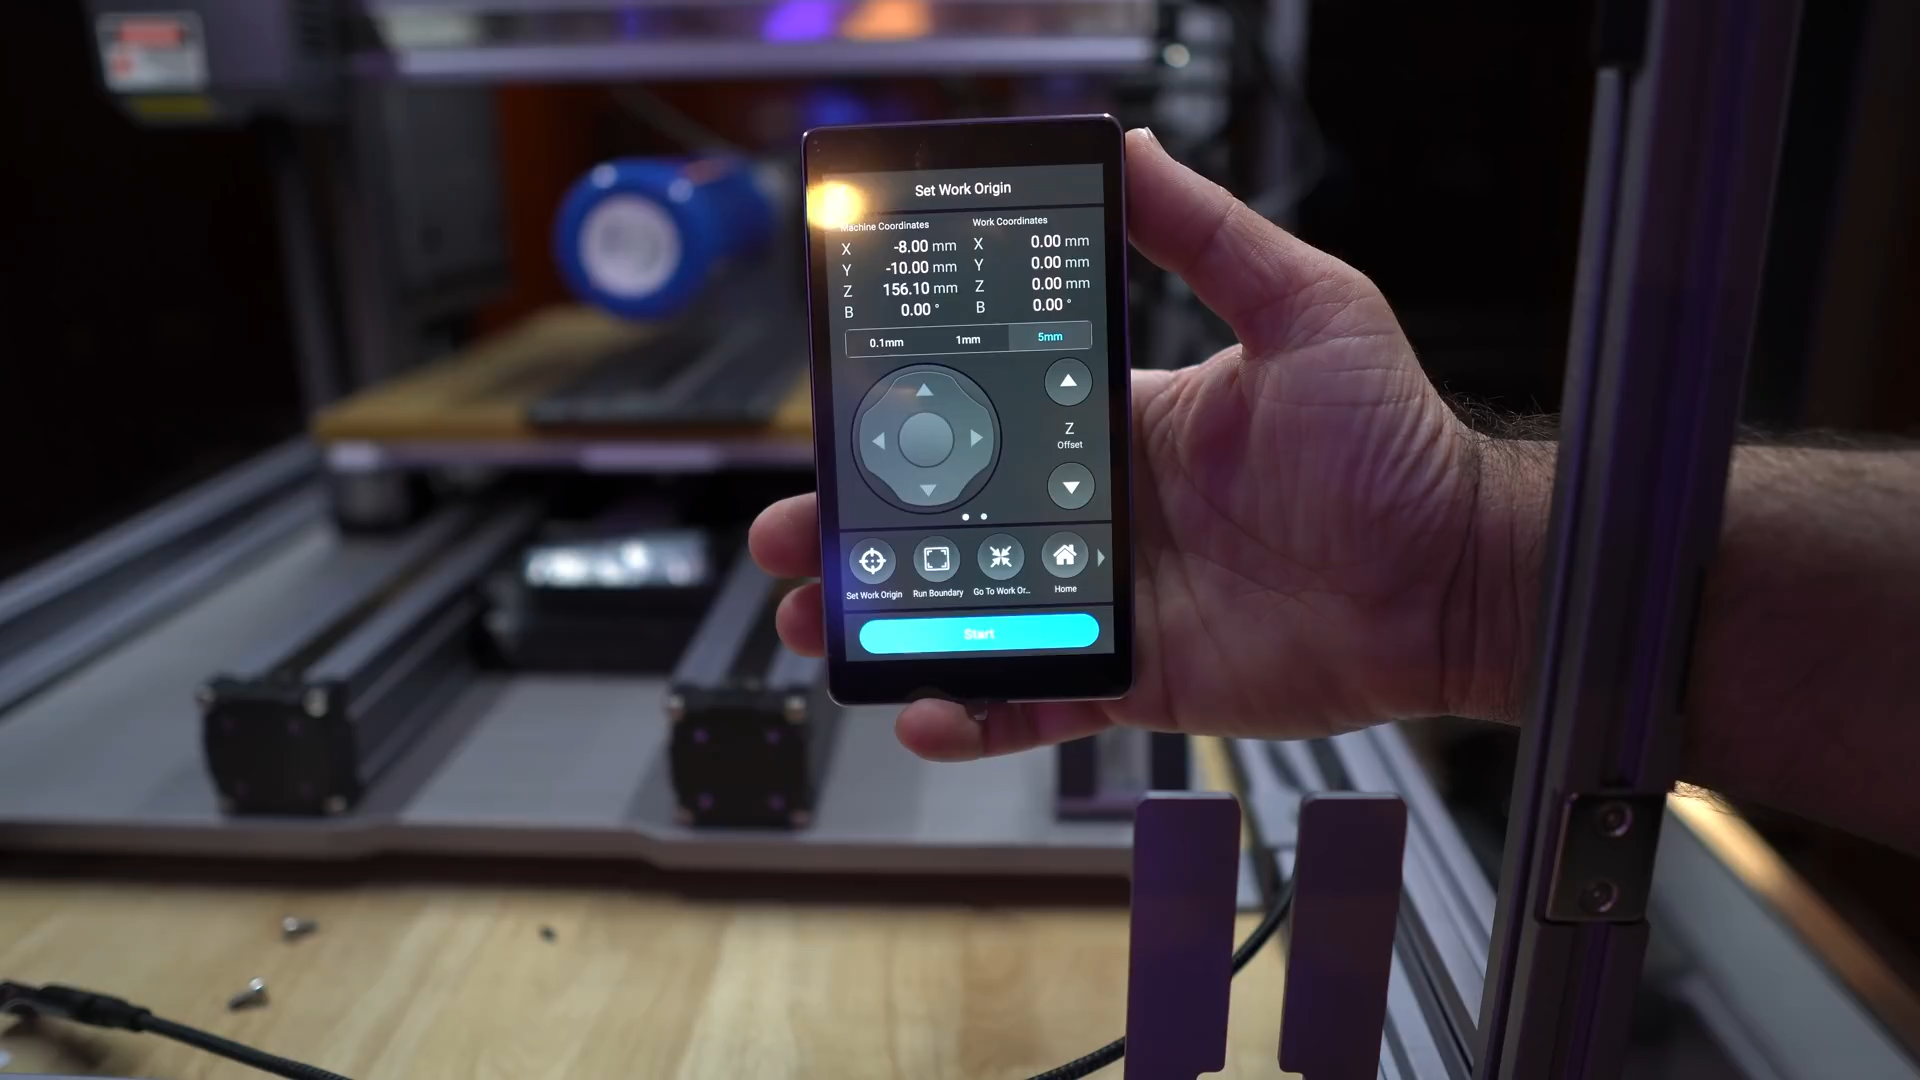 Set Work Origin
Machine Coordinates Work Coordinates
X -8.00 mm X 0.00 mm
Y -10.00 mm Y 0.00 mm
Z 156.10 mm Z 0.00 mm
B 0.00 ° B 0.00 °
0.1mm 1mm 5mm
Z
Offset
Set Work Origin Run Boundary Go To Work Or... Home
Start